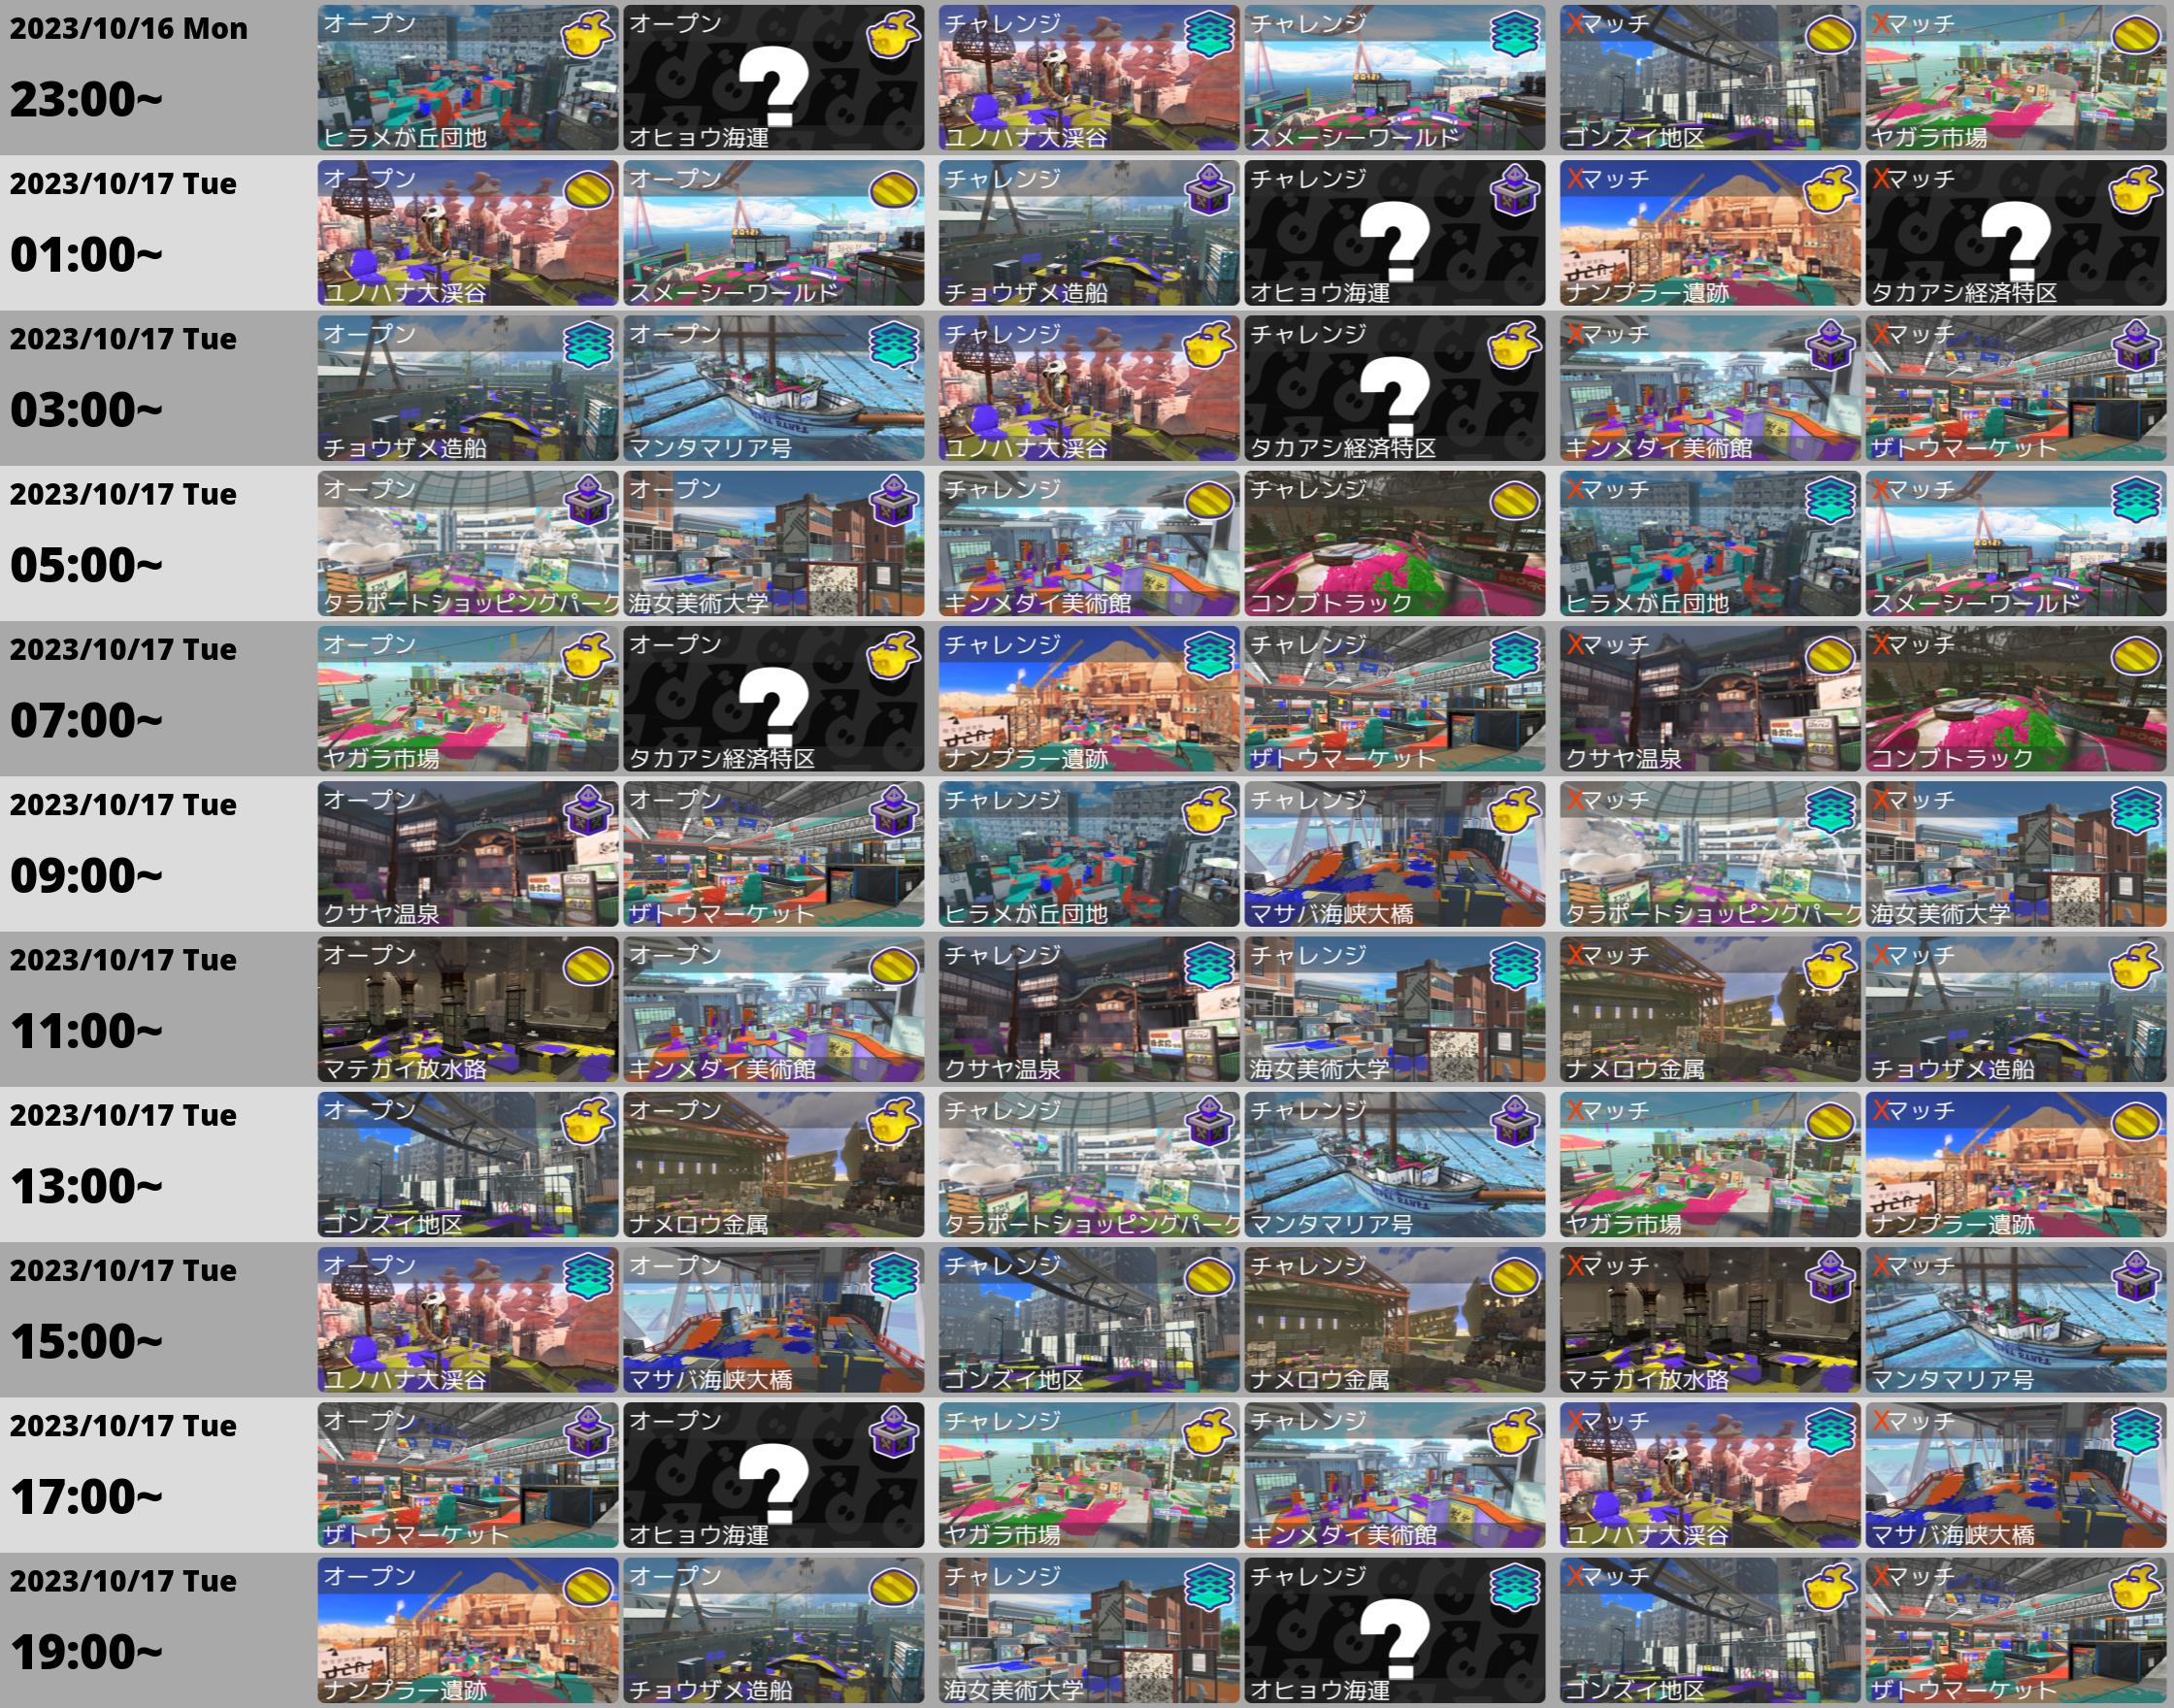 2023/10/16 Mon
23:00~
オープン オープン チャレンジ チャレンジ Xマッチ Xマッチ
ヒラメが丘団地 オヒョウ海運 ユノハナ大渓谷 スメーシーワールド ゴンズイ地区 ヤガラ市場
2023/10/17 Tue
01:00~
オープン オープン チャレンジ チャレンジ Xマッチ Xマッチ
ユノハナ大渓谷 スメーシーワールド チョウザメ造船 オヒョウ海運 ナンプラー遺跡 タカアシ経済特区
2023/10/17 Tue
03:00~
オープン オープン チャレンジ チャレンジ Xマッチ Xマッチ
チョウザメ造船 マンタマリア号 ユノハナ大渓谷 タカアシ経済特区 キンメダイ美術館 ザトウマーケット
2023/10/17 Tue
05:00~
オープン オープン チャレンジ チャレンジ Xマッチ Xマッチ
タラポートショッピングパーク 海女美術大学 キンメダイ美術館 コンブトラック ヒラメが丘団地 スメーシーワールド
2023/10/17 Tue
07:00~
オープン オープン チャレンジ チャレンジ Xマッチ Xマッチ
ヤガラ市場 タカアシ経済特区 ナンプラー遺跡 ザトウマーケット クサヤ温泉 コンブトラック
2023/10/17 Tue
09:00~
オープン オープン チャレンジ チャレンジ Xマッチ Xマッチ
クサヤ温泉 ザトウマーケット ヒラメが丘団地 マサバ海峡大橋 タラポートショッピングパーク 海女美術大学
2023/10/17 Tue
11:00~
オープン オープン チャレンジ チャレンジ Xマッチ Xマッチ
マテガイ放水路 キンメダイ美術館 クサヤ温泉 海女美術大学 ナメロウ金属 チョウザメ造船
2023/10/17 Tue
13:00~
オープン オープン チャレンジ チャレンジ Xマッチ Xマッチ
ゴンズイ地区 ナメロウ金属 タラポートショッピングパーク マンタマリア号 ヤガラ市場 ナンプラー遺跡
2023/10/17 Tue
15:00~
オープン オープン チャレンジ チャレンジ Xマッチ Xマッチ
ユノハナ大渓谷 マサバ海峡大橋 ゴンズイ地区 ナメロウ金属 マテガイ放水路 マンタマリア号
2023/10/17 Tue
17:00~
オープン オープン チャレンジ チャレンジ Xマッチ Xマッチ
ザトウマーケット オヒョウ海運 ヤガラ市場 キンメダイ美術館 ユノハナ大渓谷 マサバ海峡大橋
2023/10/17 Tue
19:00~
オープン オープン チャレンジ チャレンジ Xマッチ Xマッチ
ナンプラー遺跡 チョウザメ造船 海女美術大学 オヒョウ海運 ゴンズイ地区 ザトウマーケット